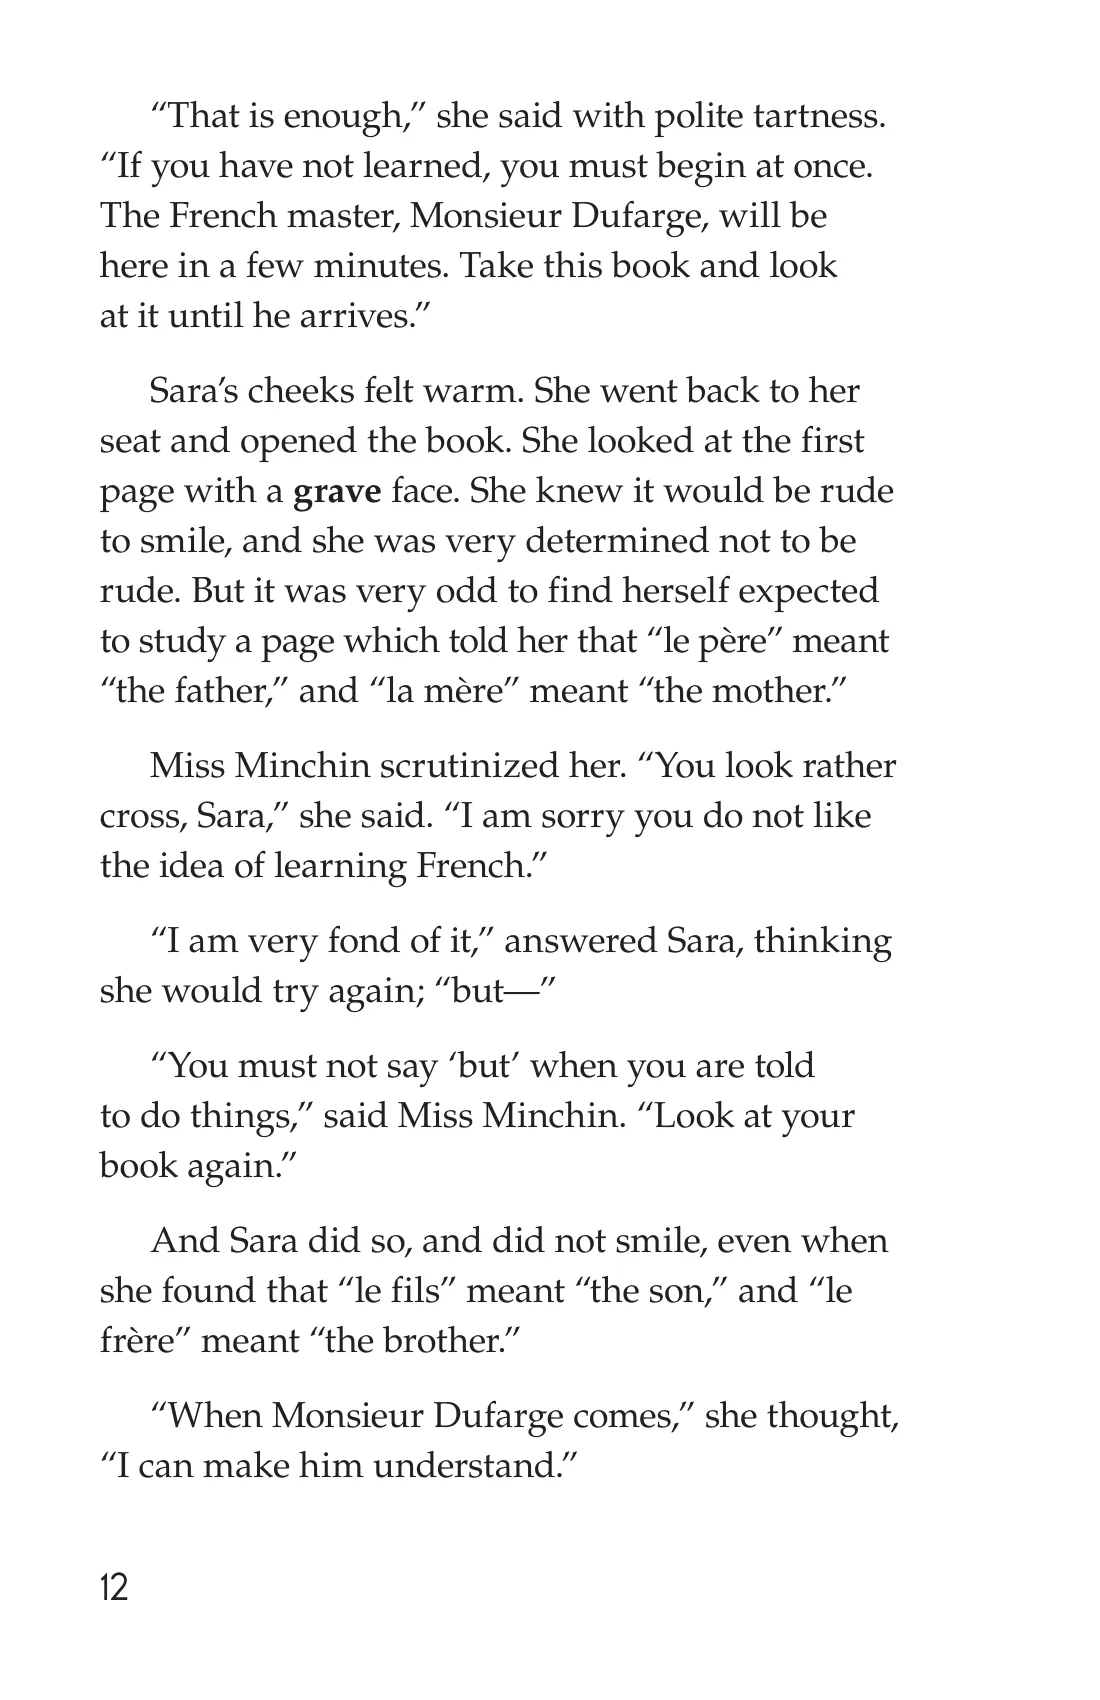 “That is enough,” she said with polite tartness.
“If you have not learned, you must begin at once.
The French master, Monsieur Dufarge, will be
here in a few minutes. Take this book and look
at it until he arrives.”
Sara’s cheeks felt warm. She went back to her
seat and opened the book. She looked at the first
page with a grave face. She knew it would be rude
to smile, and she was very determined not to be
rude. But it was very odd to find herself expected
to study a page which told her that “le père” meant
“the father,” and “la mère” meant “the mother.”
Miss Minchin scrutinized her. “You look rather
cross, Sara,” she said. “I am sorry you do not like
the idea of learning French.”
“I am very fond of it,” answered Sara, thinking
she would try again; “but—”
“You must not say ‘but’ when you are told
to do things,” said Miss Minchin. “Look at your
book again.”
And Sara did so, and did not smile, even when
she found that “le fils” meant “the son,” and “le
frère” meant “the brother.”
“When Monsieur Dufarge comes,” she thought,
“I can make him understand.”
12